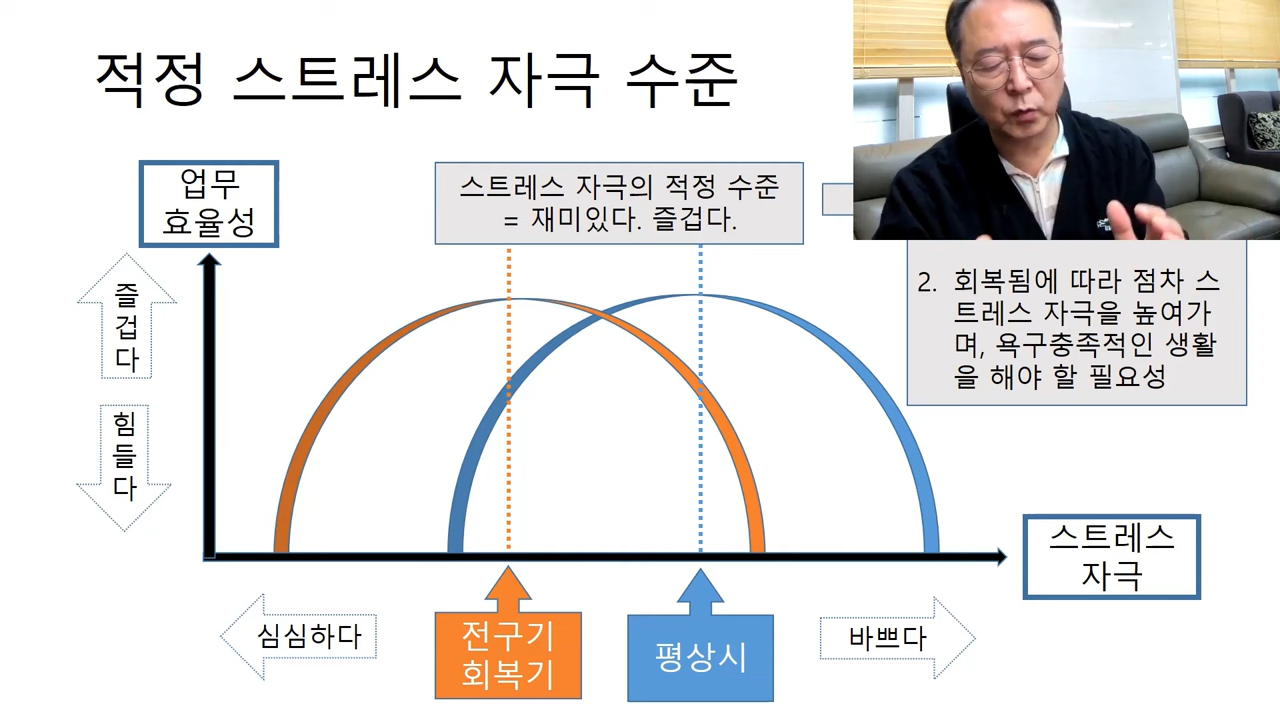 적정 스트레스 자극 수준
업무
효율성
스트레스 자극의 적정 수준
= 재미있다. 즐겁다.
2. 회복됨에 따라 점차 스
트레스 자극을 높여가
며, 욕구충족적인 생활
을 해야 할 필요성
즐
겁
다
힘
들
다
스트레스
자극
심심하다
전구기
회복기
평상시
바쁘다